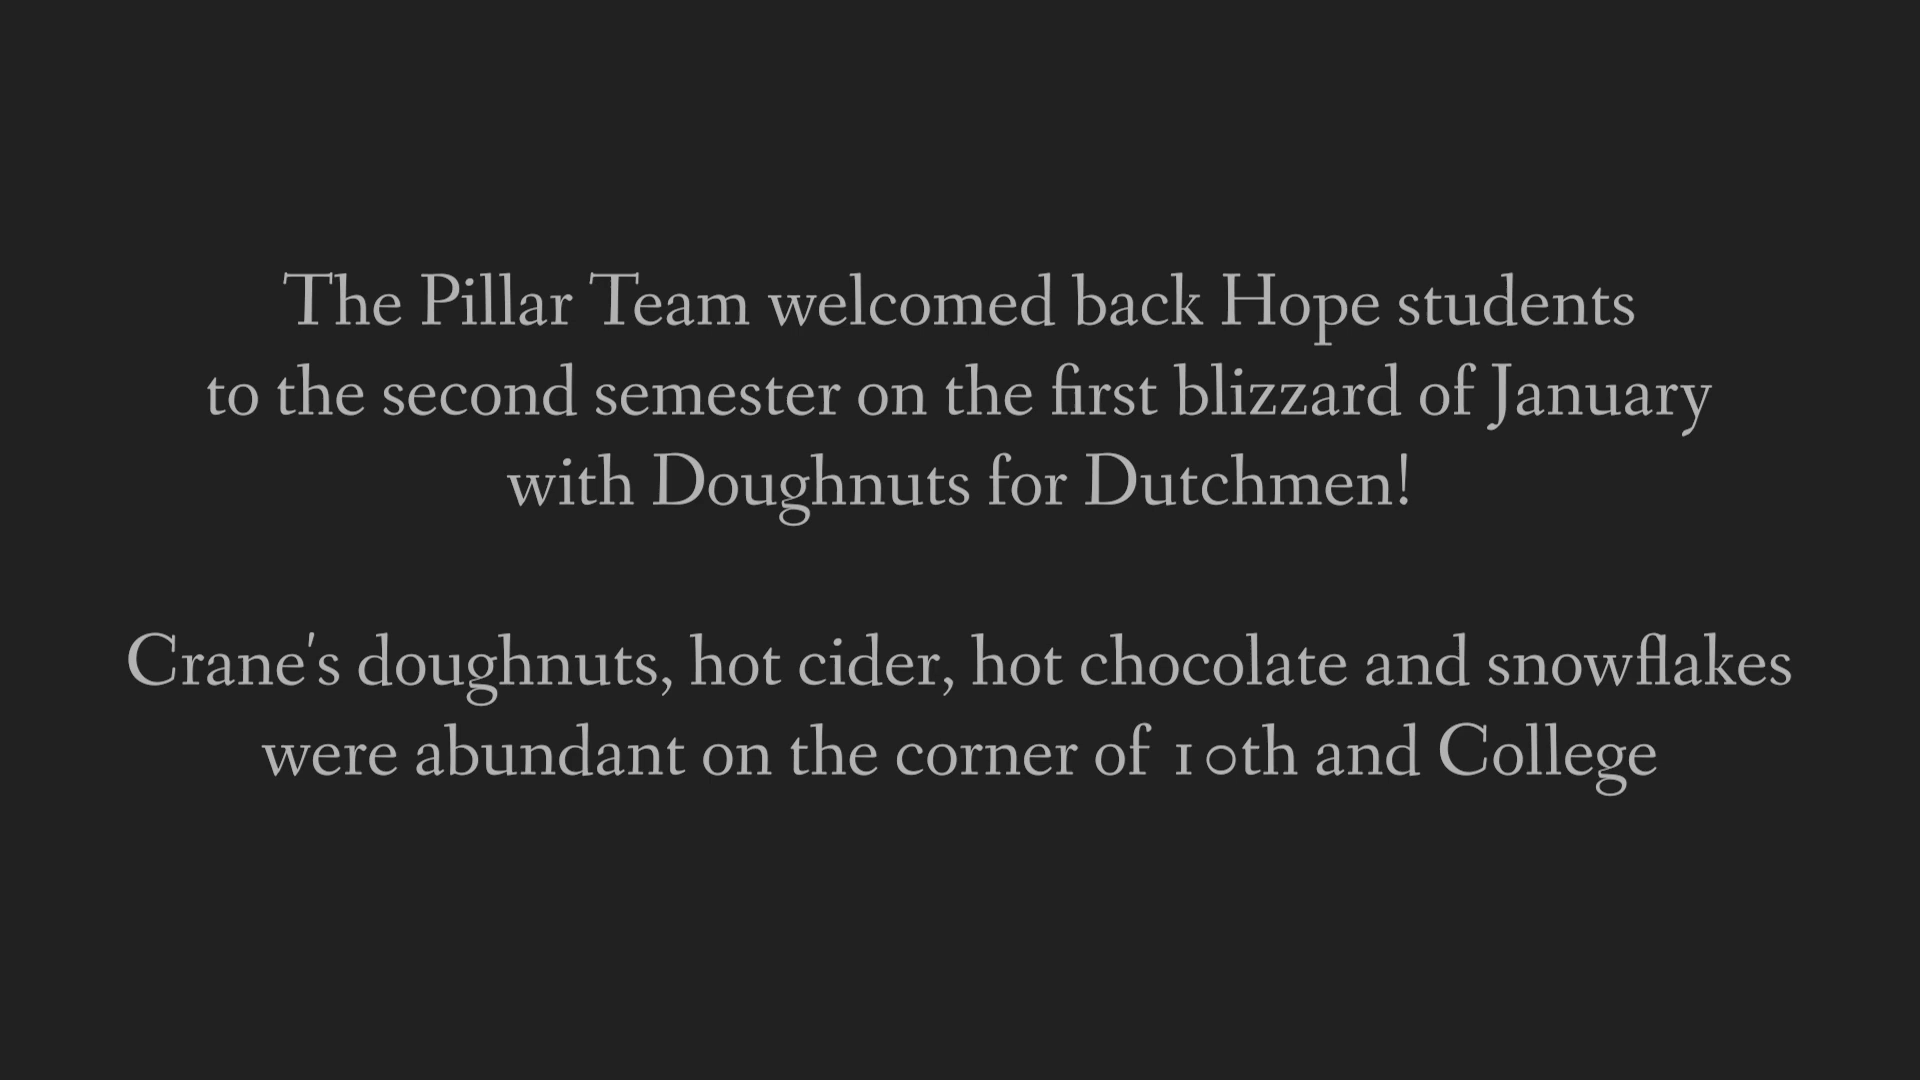 The Pillar Team welcomed back Hope students
to the second semester on the first blizzard of January
with Doughnuts for Dutchmen!
Crane's doughnuts, hot cider, hot chocolate and snowflakes
were abundant on the corner of 10th and College